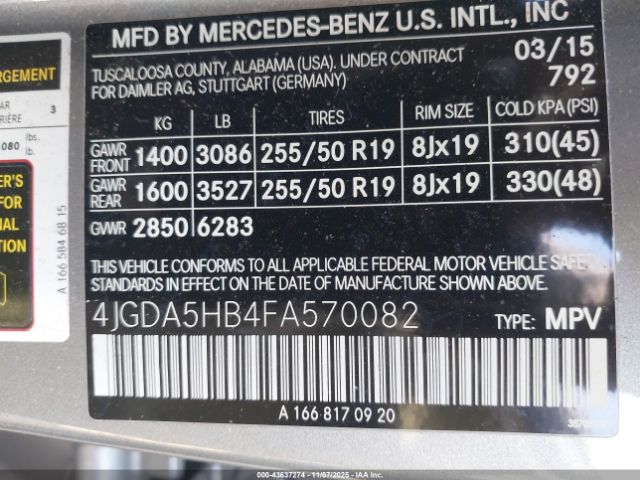 MFD BY MERCEDES-BENZ U.S. INTL., INC
TUSCALOOSA COUNTY, ALABAMA (USA). UNDER CONTRACT
FOR DAIMLER AG, STUTTGART (GERMANY)
03/15
792
KG LB TIRES RIM SIZE COLD KPA(PSI)
GAWR FRONT 1400 3086 255/50 R19 8Jx19 310(45)
GAWR REAR 1600 3527 255/50 R19 8Jx19 330(48)
GVWR 2850 6283
THIS VEHICLE CONFORMS TO ALL APPLICABLE FEDERAL MOTOR VEHICLE SAFETY
STANDARDS IN EFFECT ON THE DATE OF MANUFACTURE SHOWN ABOVE.
4JGDA5HB4FA570082 TYPE: MPV
A 166 817 09 20
A 166 584 68 15
3
lbs.
lb.
000-43637274 - 11/07/2025 - IAA Inc.